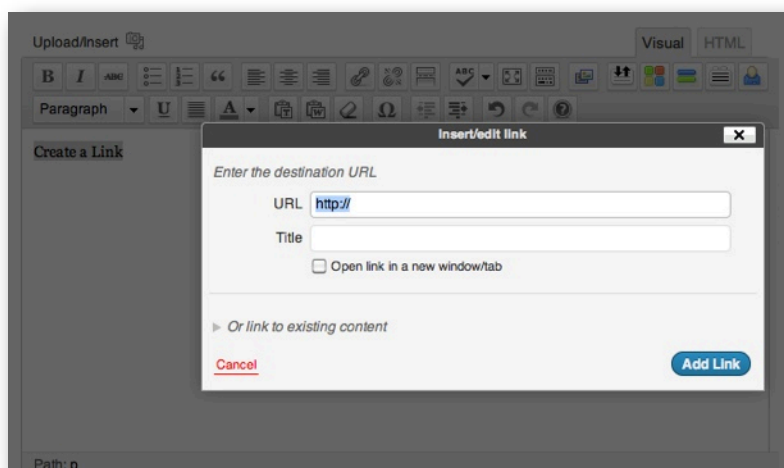 Upload/Insert
Visual HTML
B I ABC ABC
Paragraph U A Ω
Insert/edit link
Create a Link
Enter the destination URL
URL http://
Title
Open link in a new window/tab
Or link to existing content
Cancel Add Link
Path: p